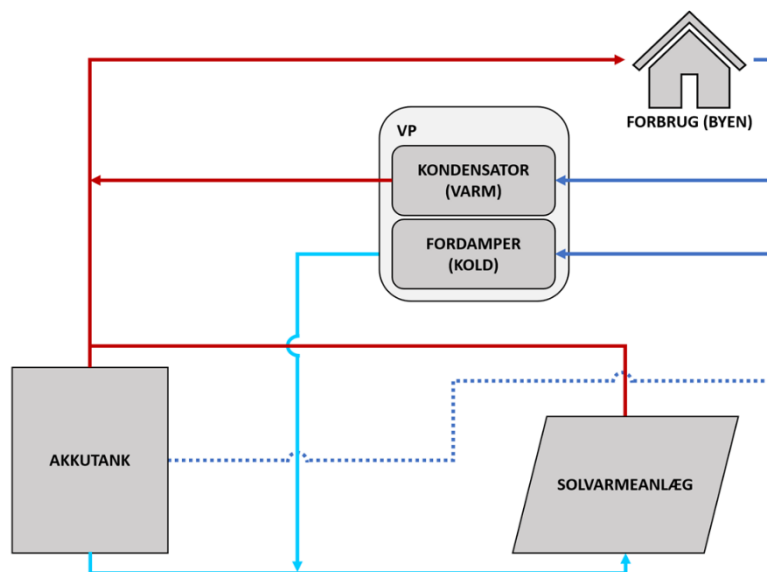 FORBRUG (BYEN)
VP
KONDENSATOR
(VARM)
FORDAMPER
(KOLD)
AKKUTANK
SOLVARMEANLÆG